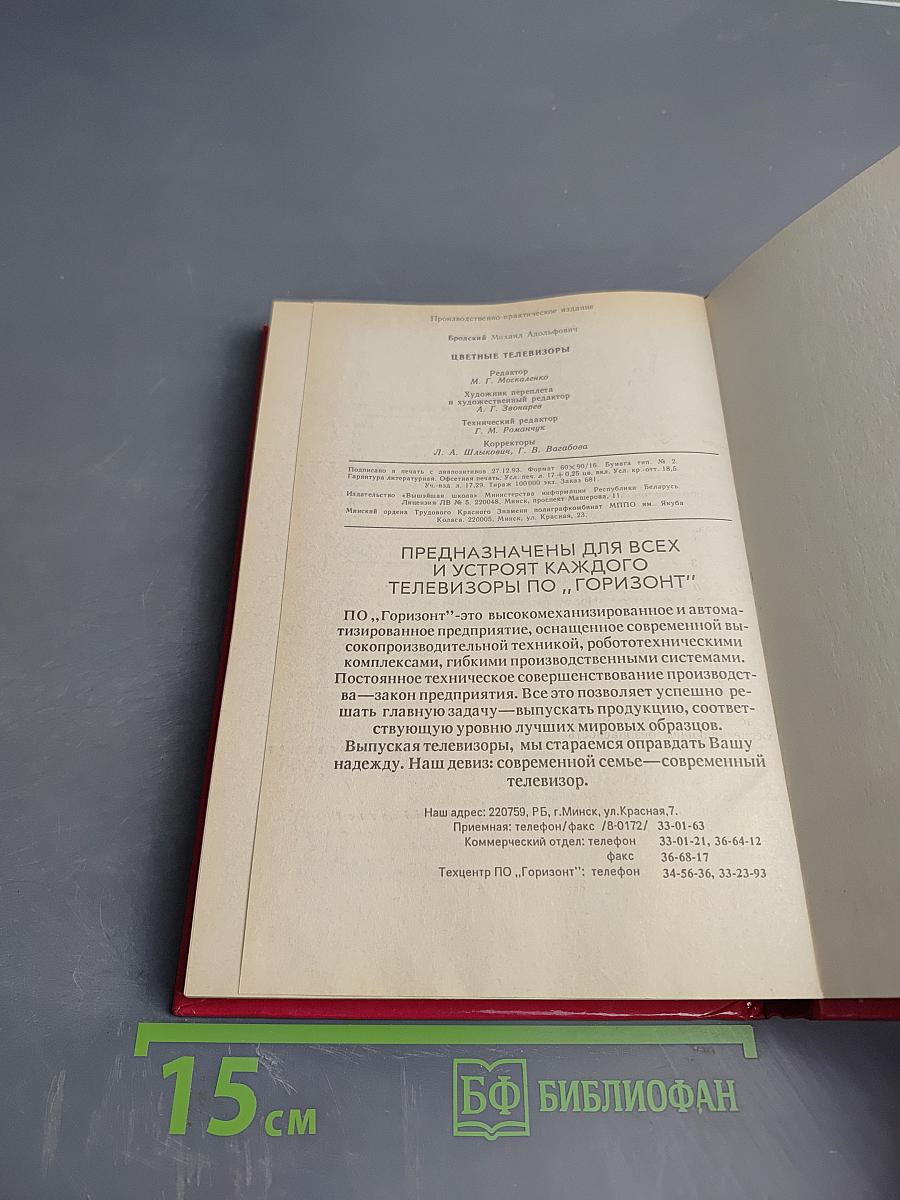 Производственно-практическое издание
Бродский Михаил Адольфович
ЦВЕТНЫЕ ТЕЛЕВИЗОРЫ
Редактор
М. Г. Москаленко
Художник переплета
и художественный редактор
А. Г. Звонарев
Технический редактор
Г. М. Романчук
Корректоры
Л. А. Шлыкович, Г. В. Вагабова
Подписано в печать с диапозитивов 27.12.93. Формат 60×90/16. Бумага тип. № 2.
Гарнитура литературная. Офсетная печать. Усл. печ. л. 17+0,25 цв. вкл. Усл. кр.-отт. 18,5.
Уч.-изд. л. 17,29. Тираж 100 000 экз. Заказ 681.
Издательство «Вышэйшая школа» Министерства информации Республики Беларусь.
Лицензия ЛВ № 5. 220048, Минск, проспект Машерова, 11.
Минский ордена Трудового Красного Знамени полиграфкомбинат МППО им. Якуба
Коласа. 220005, Минск, ул. Красная, 23.
ПРЕДНАЗНАЧЕНЫ ДЛЯ ВСЕХ
И УСТРОЯТ КАЖДОГО
ТЕЛЕВИЗОРЫ ПО „ГОРИЗОНТ"
ПО „Горизонт"-это высокомеханизированное и автома-
тизированное предприятие, оснащенное современной вы-
сокопроизводительной техникой, робототехническими
комплексами, гибкими производственными системами.
Постоянное техническое совершенствование производст-
ва—закон предприятия. Все это позволяет успешно ре-
шать главную задачу—выпускать продукцию, соответ-
ствующую уровню лучших мировых образцов.
Выпуская телевизоры, мы стараемся оправдать Вашу
надежду. Наш девиз: современной семье—современный
телевизор.
Наш адрес: 220759, РБ, г.Минск, ул.Красная,7.
Приемная: телефон/факс /8-0172/ 33-01-63
Коммерческий отдел: телефон 33-01-21, 36-64-12
факс 36-68-17
Техцентр ПО „Горизонт": телефон 34-56-36, 33-23-93
15 см
БФ БИБЛИОФАН